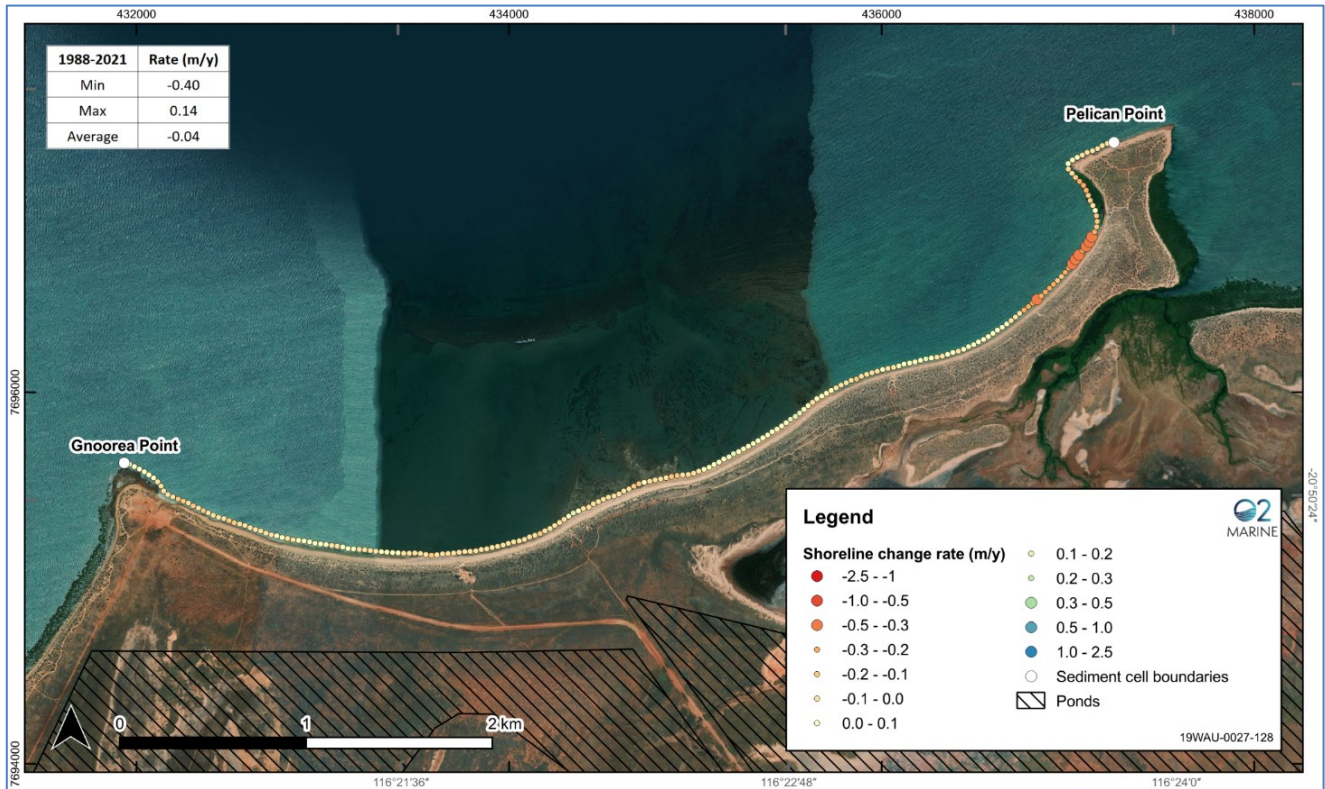 432000
434000
436000
438000
1988-2021 Rate (m/y)
Min -0.40
Max 0.14
Average -0.04
Pelican Point
7696000
Gnoorea Point
-20°50'24"
Legend
O2
MARINE
Shoreline change rate (m/y)
-2.5 - -1
-1.0 - -0.5
-0.5 - -0.3
-0.3 - -0.2
-0.2 - -0.1
-0.1 - 0.0
0.0 - 0.1
0.1 - 0.2
0.2 - 0.3
0.3 - 0.5
0.5 - 1.0
1.0 - 2.5
Sediment cell boundaries
Ponds
19WAU-0027-128
0 1 2 km
7694000
116°21'36"
116°22'48"
116°24'0"